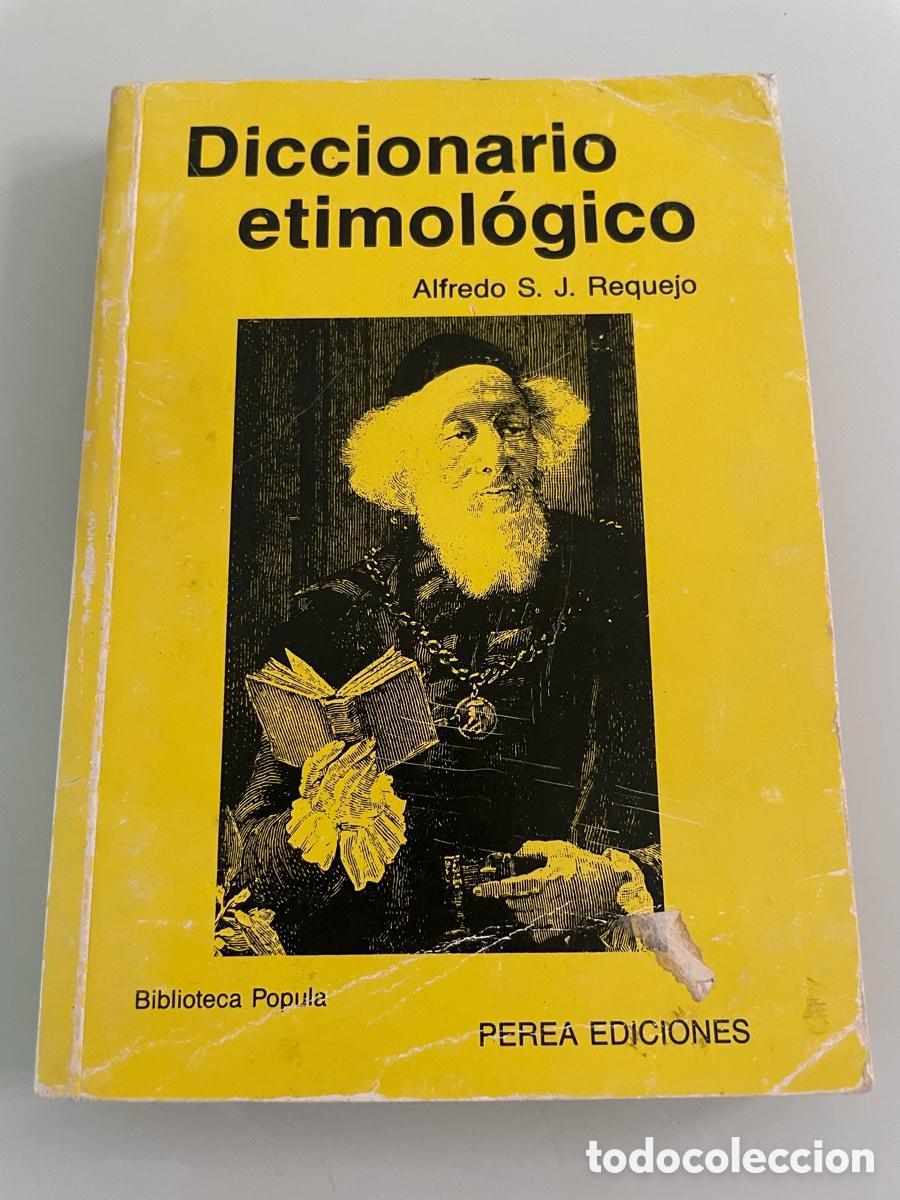 Diccionario
etimológico
Alfredo S. J. Requejo
Biblioteca Popula
PEREA EDICIONES
todocoleccion